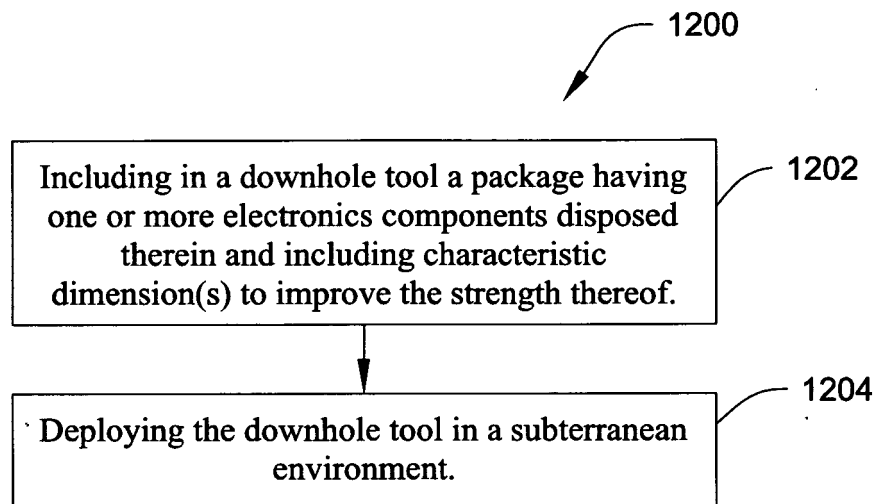 1200
Including in a downhole tool a package having
one or more electronics components disposed
therein and including characteristic
dimension(s) to improve the strength thereof.
1202
Deploying the downhole tool in a subterranean
environment.
1204